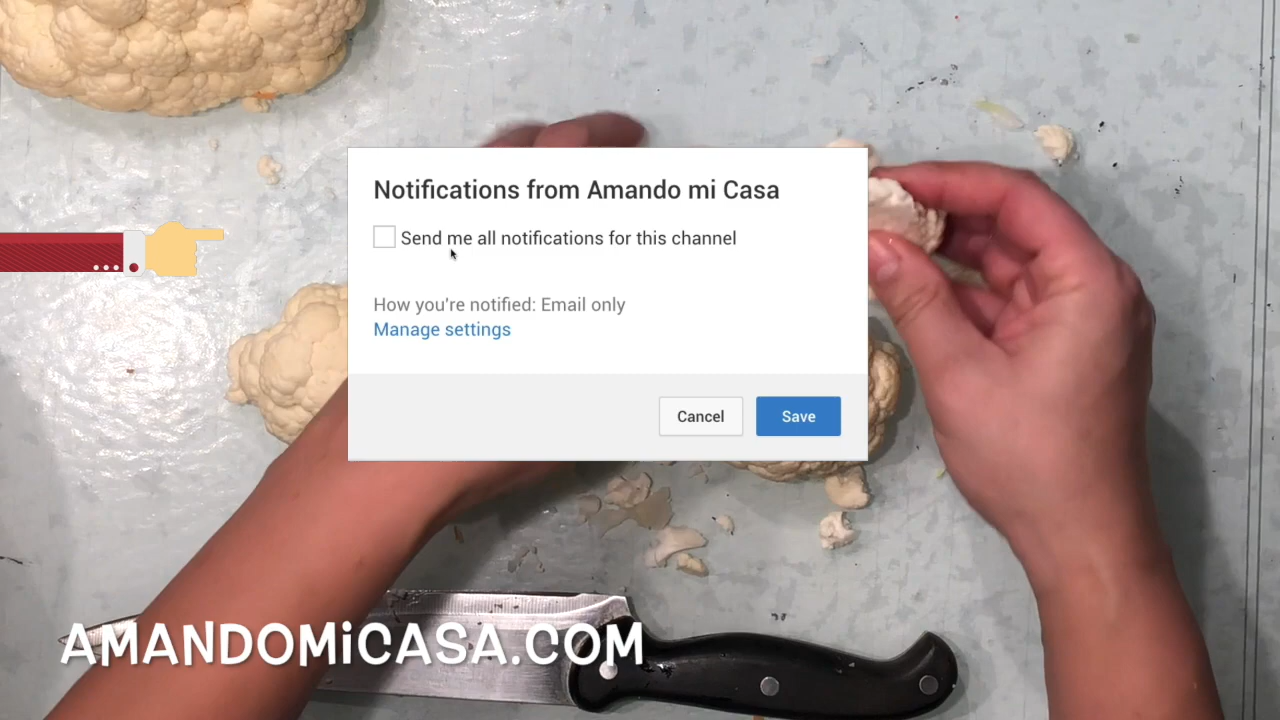 Notifications from Amando mi Casa
Send me all notifications for this channel
How you're notified: Email only
Manage settings
Cancel
Save
AMANDOMiCASA.COM